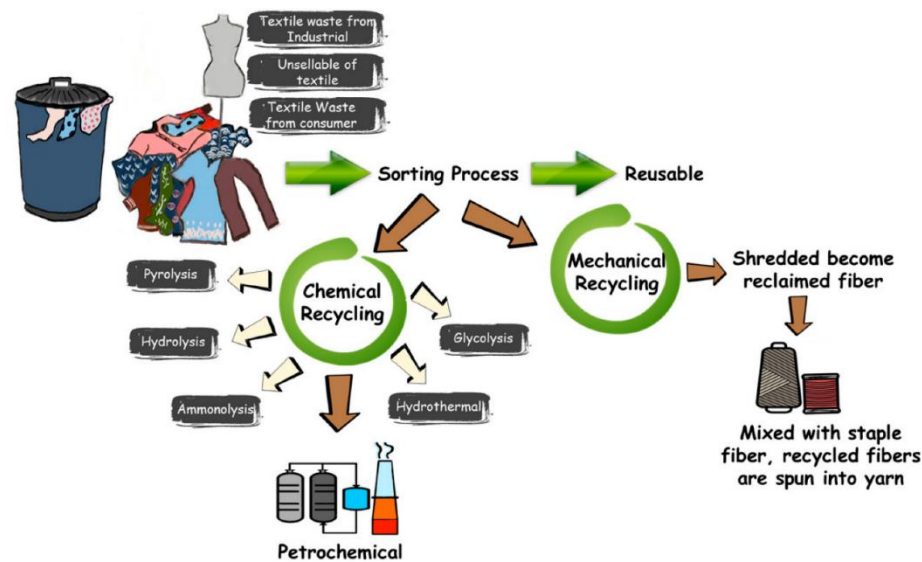 Textile waste from
Industrial
Unsellable of
textile
Textile Waste
from consumer
Sorting Process
Reusable
Chemical
Recycling
Mechanical
Recycling
Shredded become
reclaimed fiber
Pyrolysis
Hydrolysis
Ammonolysis
Hydrothermal
Glycolysis
Mixed with staple
fiber, recycled fibers
are spun into yarn
Petrochemical